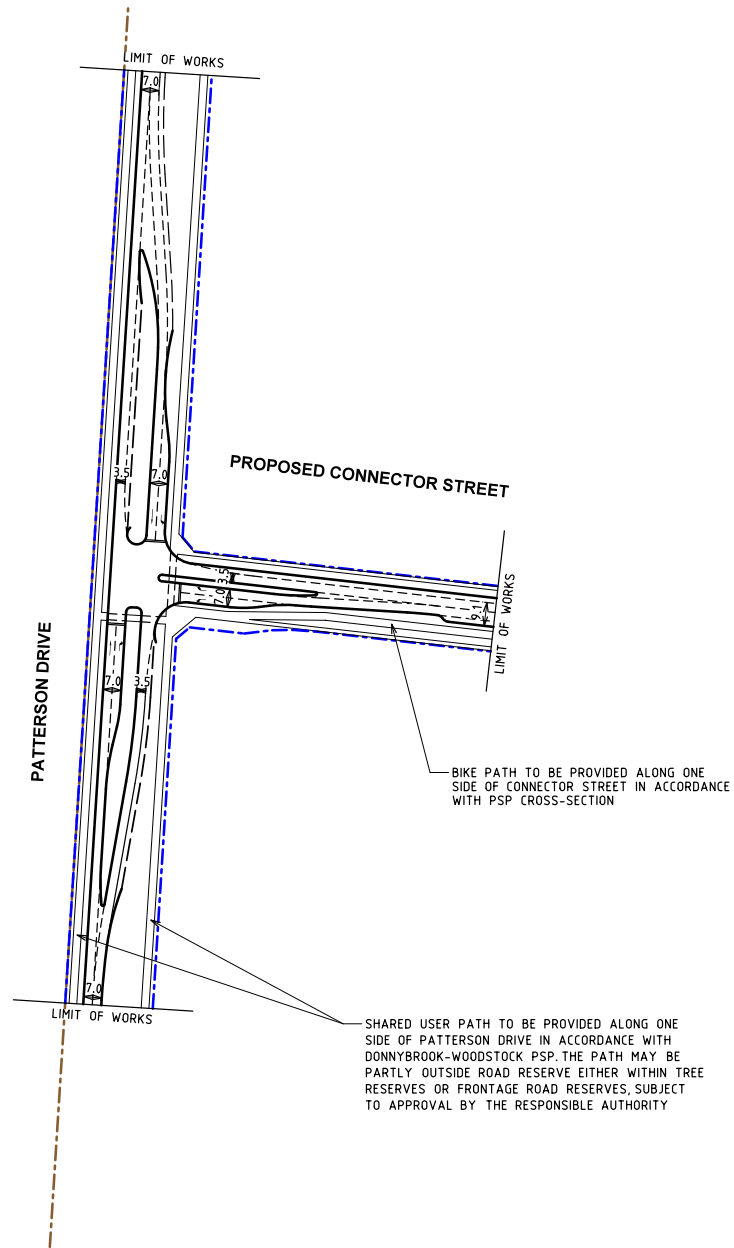 LIMIT OF WORKS
7.0
PROPOSED CONNECTOR STREET
3.5
7.0
3.5
7.0
9.1
LIMIT OF WORKS
PATTERSON DRIVE
7.0
3.5
BIKE PATH TO BE PROVIDED ALONG ONE
SIDE OF CONNECTOR STREET IN ACCORDANCE
WITH PSP CROSS-SECTION
7.0
LIMIT OF WORKS
SHARED USER PATH TO BE PROVIDED ALONG ONE
SIDE OF PATTERSON DRIVE IN ACCORDANCE WITH
DONNYBROOK-WOODSTOCK PSP. THE PATH MAY BE
PARTLY OUTSIDE ROAD RESERVE EITHER WITHIN TREE
RESERVES OR FRONTAGE ROAD RESERVES, SUBJECT
TO APPROVAL BY THE RESPONSIBLE AUTHORITY